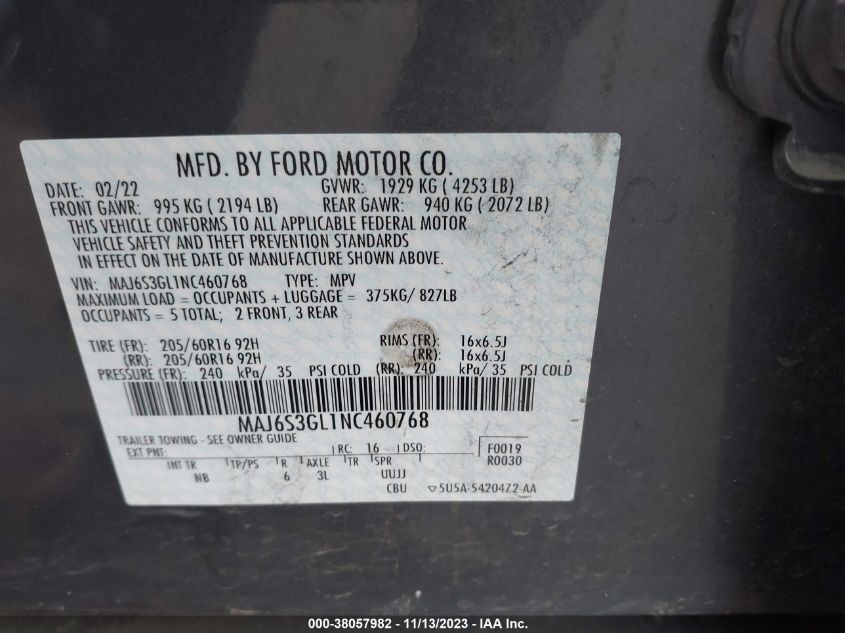 MFD. BY FORD MOTOR CO.
DATE: 02/22 GVWR: 1929 KG ( 4253 LB)
FRONT GAWR: 995 KG ( 2194 LB) REAR GAWR: 940 KG ( 2072 LB)
THIS VEHICLE CONFORMS TO ALL APPLICABLE FEDERAL MOTOR
VEHICLE SAFETY AND THEFT PREVENTION STANDARDS
IN EFFECT ON THE DATE OF MANUFACTURE SHOWN ABOVE.
VIN: MAJ6S3GL1NC460768 TYPE: MPV
MAXIMUM LOAD = OCCUPANTS + LUGGAGE = 375KG/ 827LB
OCCUPANTS = 5 TOTAL; 2 FRONT, 3 REAR
TIRE (FR): 205/60R16 92H RIMS (FR): 16x6.5J
(RR): 205/60R16 92H (RR): 16x6.5J
PRESSURE (FR): 240 kPa/ 35 PSI COLD (RR): 240 kPa/ 35 PSI COLD
MAJ6S3GL1NC460768
TRAILER TOWING - SEE OWNER GUIDE
EXT PNT: RC: 16 DSO: F0019
R0030
INT TR TP/PS R AXLE TR SPR
NB 6 3L UUJJ
CBU 5U5A-5420472-AA
000-38057982 - 11/13/2023 - IAA Inc.